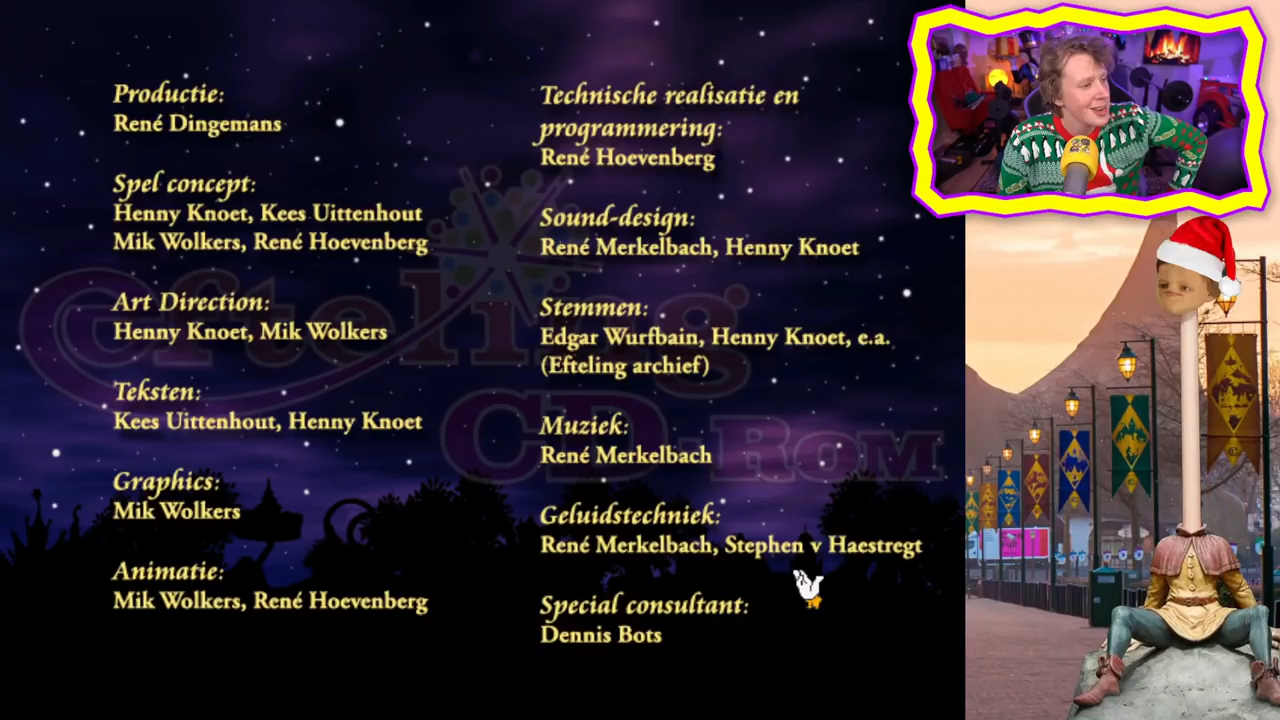 Productie:
René Dingemans
Spel concept:
Henny Knoet, Kees Uittenhout
Mik Wolkers, René Hoevenberg
Art Direction:
Henny Knoet, Mik Wolkers
Teksten:
Kees Uittenhout, Henny Knoet
Graphics:
Mik Wolkers
Animatie:
Mik Wolkers, René Hoevenberg
Technische realisatie en
programmering:
René Hoevenberg
Sound-design:
René Merkelbach, Henny Knoet
Stemmen:
Edgar Wurfbain, Henny Knoet, e.a.
(Efteling archief)
Muziek:
René Merkelbach
Geluidstechniek:
René Merkelbach, Stephen v Haestregt
Special consultant:
Dennis Bots
Efteling
CD-ROM